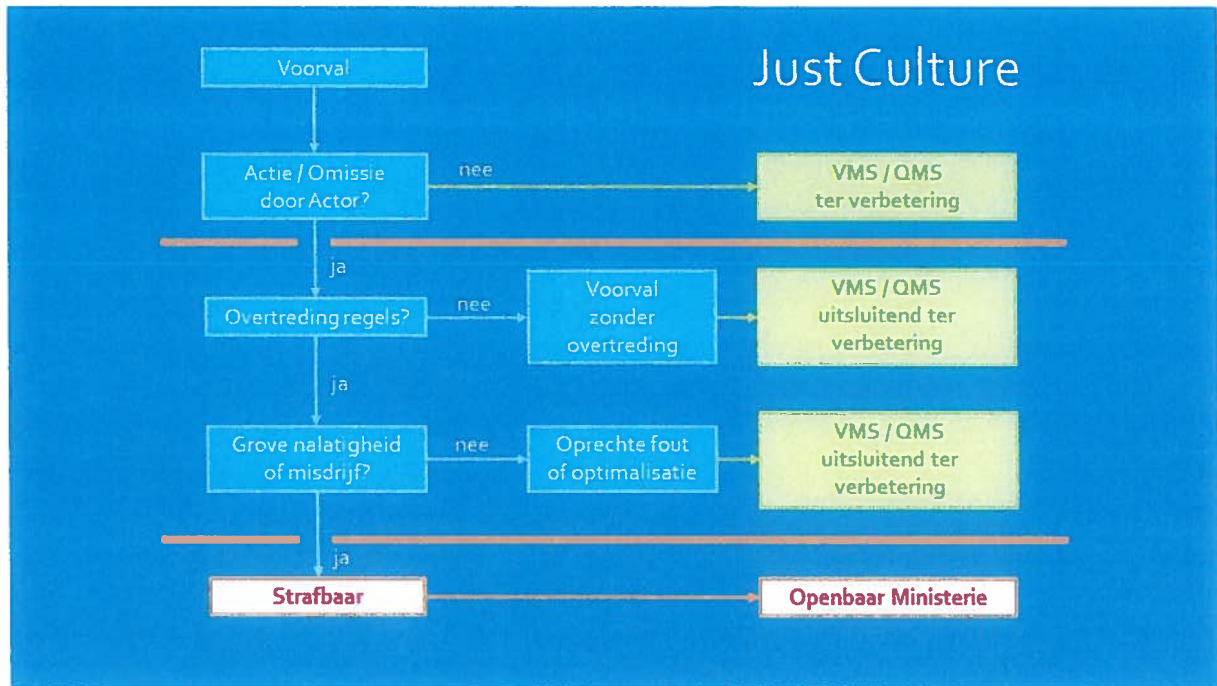 Just Culture
Voorval
Actie / Omissie
door Actor?
nee
VMS / QMS
ter verbetering
ja
Overtreding regels?
nee
Voorval
zonder
overtreding
VMS / QMS
uitsluitend ter
verbetering
ja
Grove nalatigheid
of misdrijf?
nee
Oprechte fout
of optimalisatie
VMS / QMS
uitsluitend ter
verbetering
ja
Strafbaar
Openbaar Ministerie